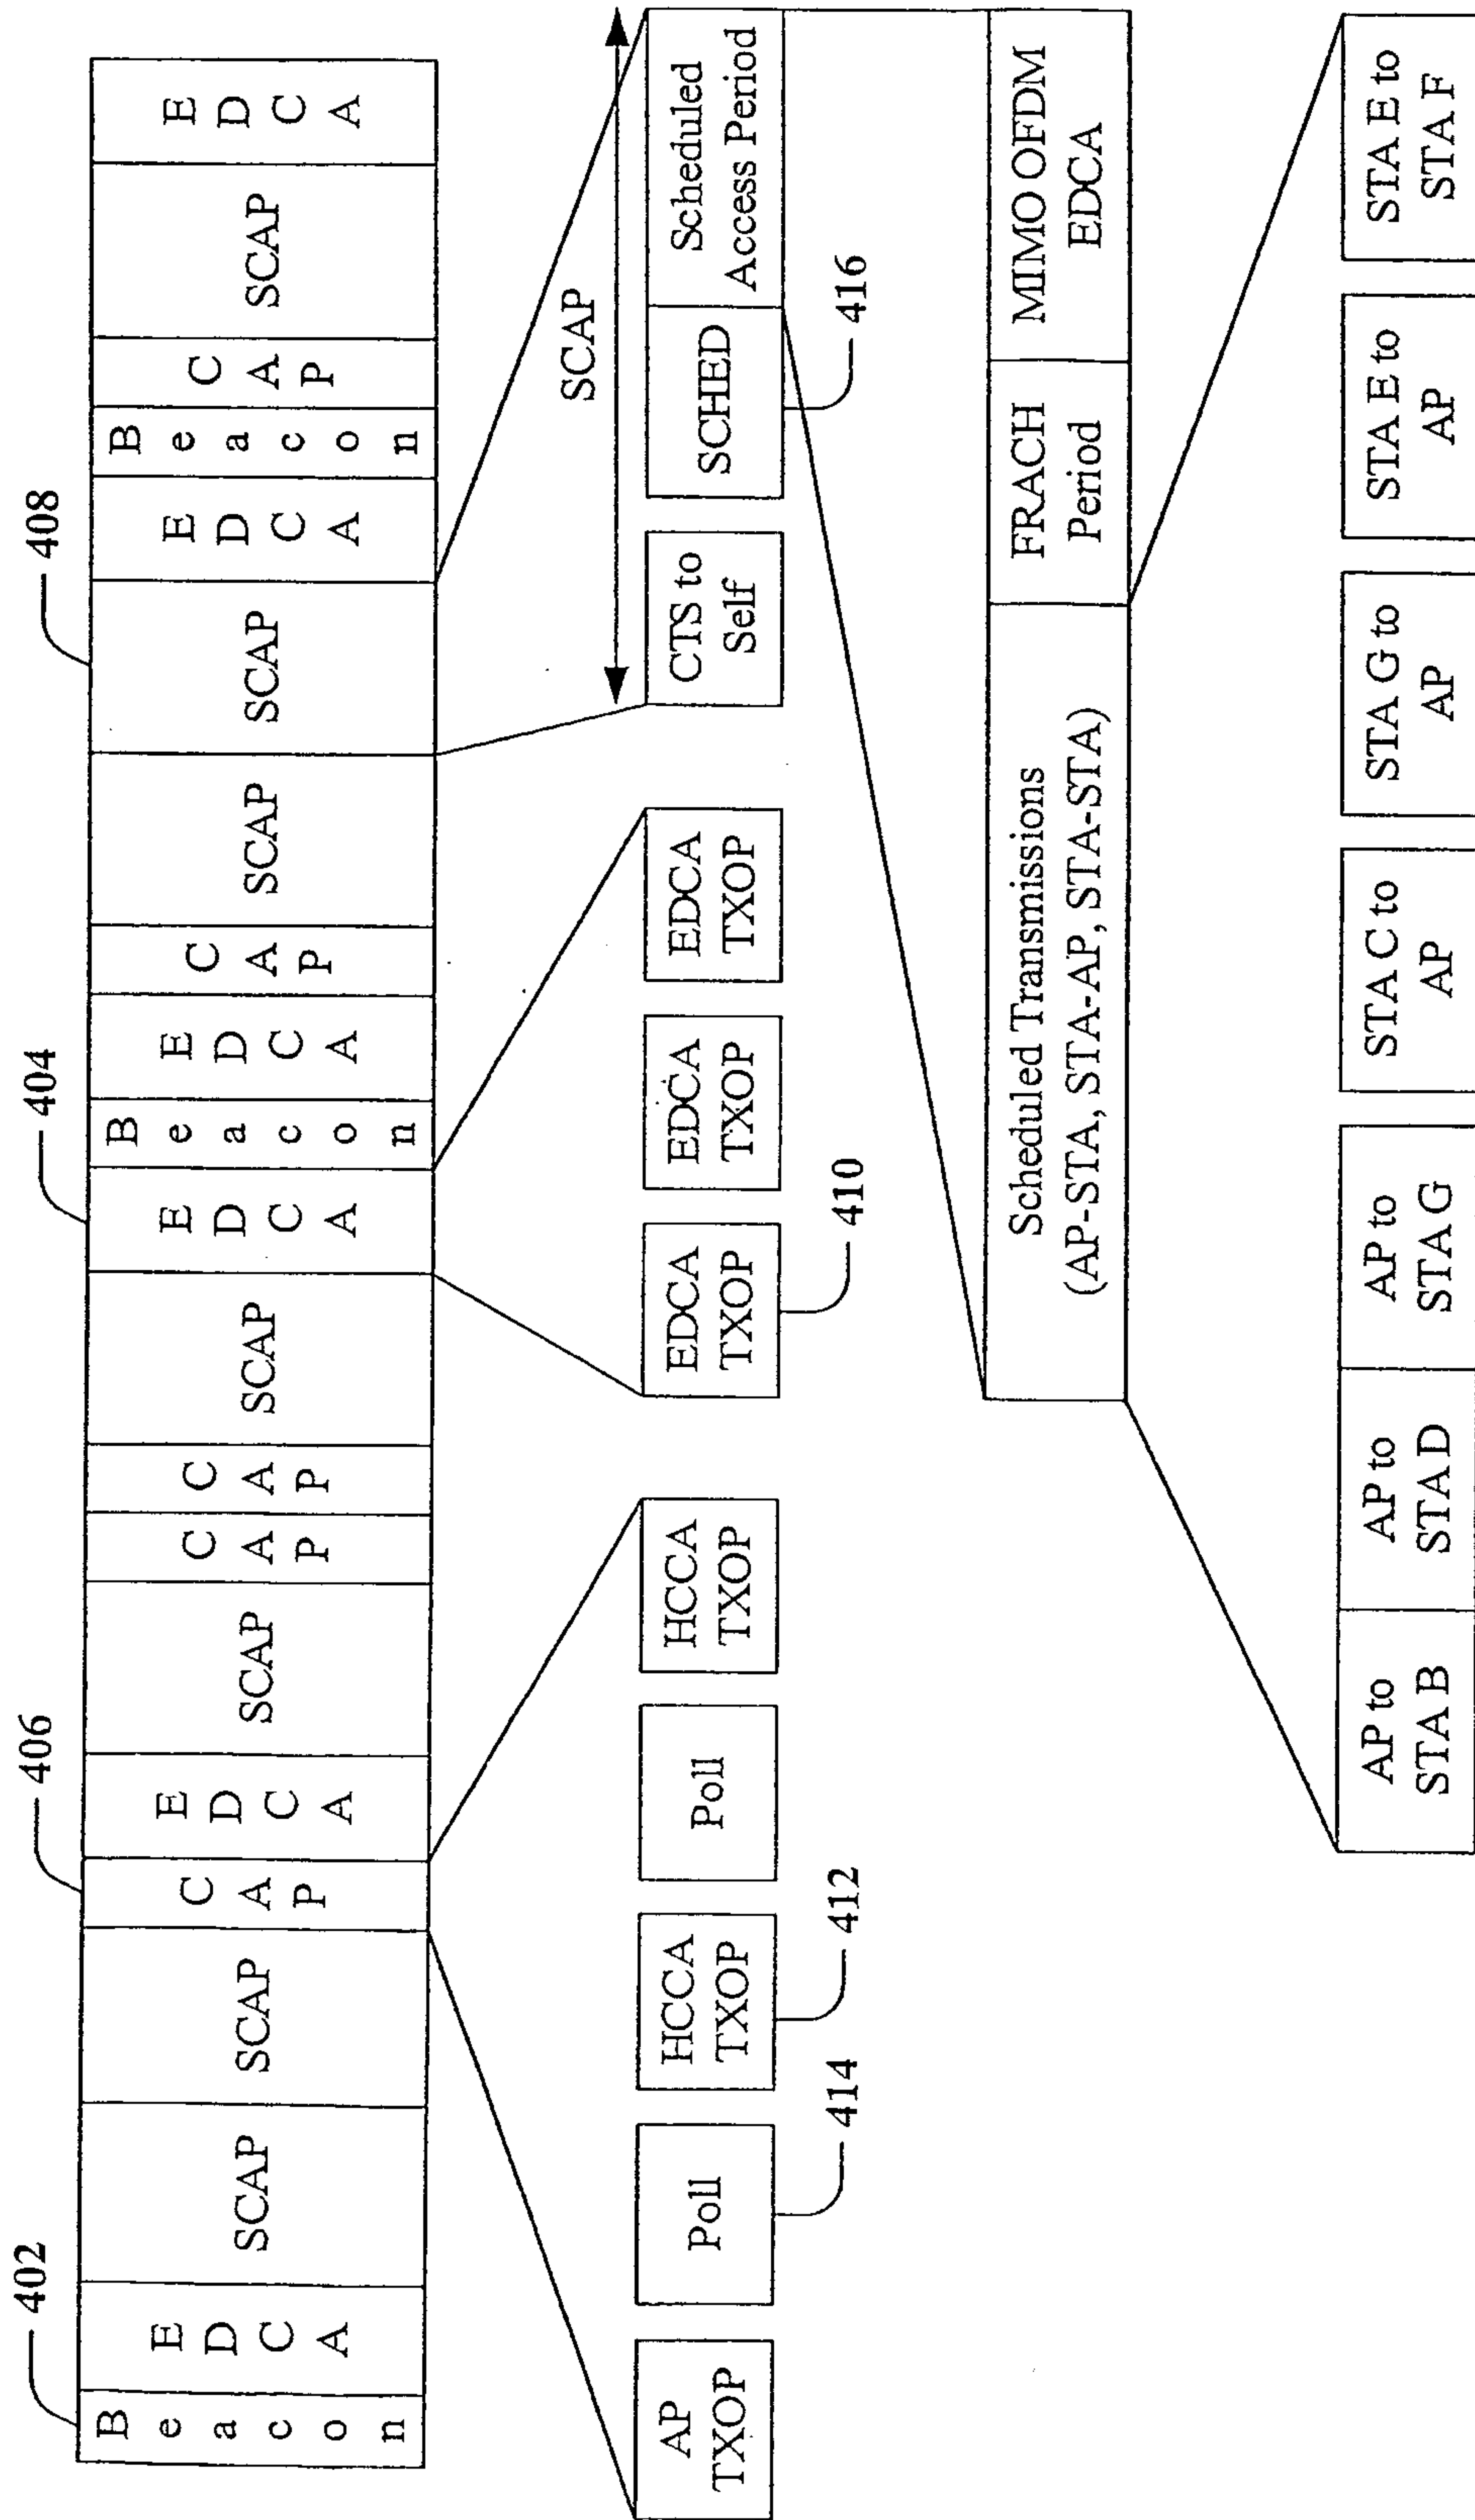 402
406
404
408
Beacon
EDCA
SCAP
SCAP
CAP
EDCA
SCAP
CAP
CAP
SCAP
EDCA
Beacon
EDCA
CAP
SCAP
SCAP
EDCA
Beacon
CAP
SCAP
EDCA
SCAP
AP
TXOP
Poll
HCCA
TXOP
Poll
HCCA
TXOP
EDCA
TXOP
EDCA
TXOP
EDCA
TXOP
CTS to
Self
SCHED
Scheduled
Access Period
414
412
410
416
Scheduled Transmissions
(AP-STA, STA-AP, STA-STA)
FRACH
Period
MIMO OFDM
EDCA
AP to
STA B
AP to
STA D
AP to
STA G
STA C to
AP
STA G to
AP
STA E to
AP
STA E to
STA F